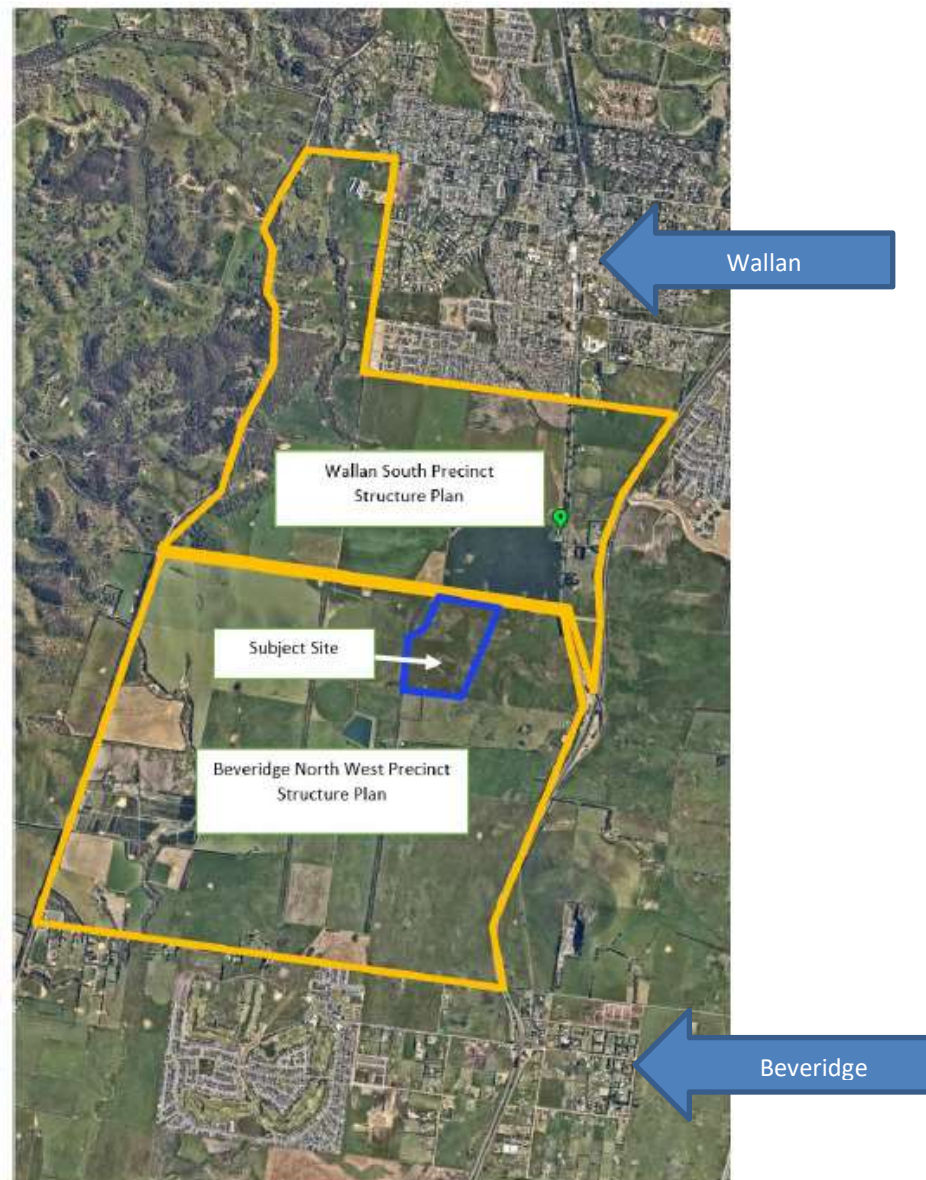 Wallan
Wallan South Precinct
Structure Plan
Subject Site
Beveridge North West Precinct
Structure Plan
Beveridge